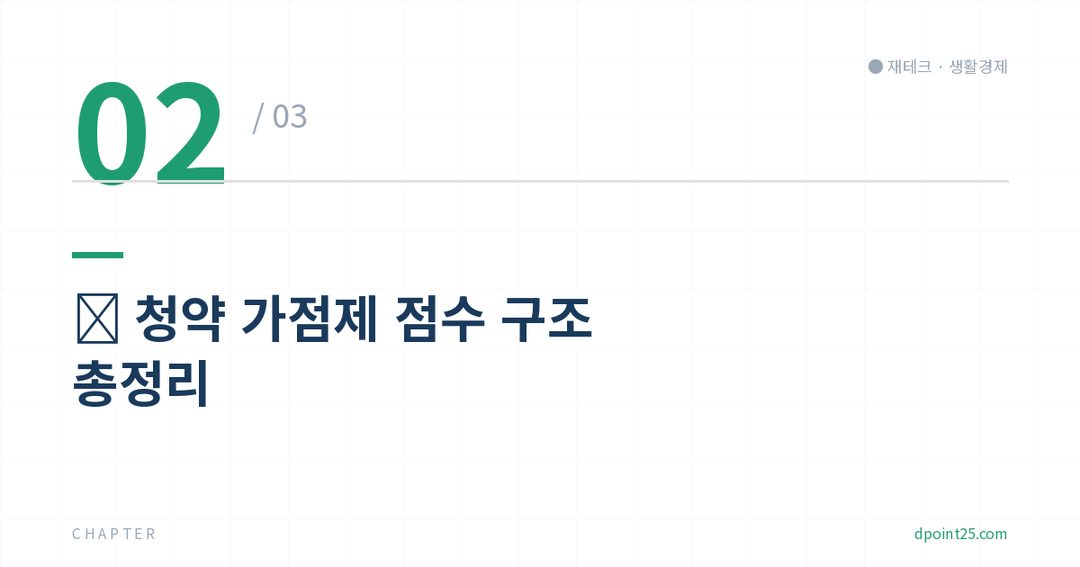 02 / 03
● 재테크 · 생활경제
청약 가점제 점수 구조
총정리
CHAPTER
dpoint25.com